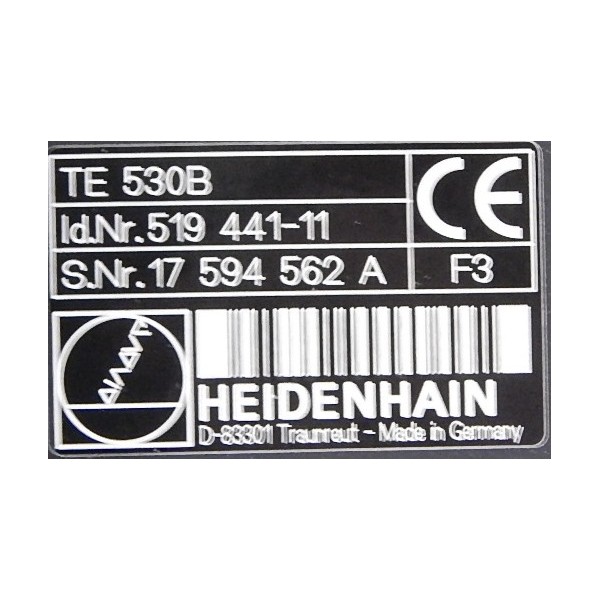 TE 530B
Id.Nr.519 441-11
S.Nr.17 594 562 A
F3
CE
HEIDENHAIN
D-83301 Traunreut - Made in Germany